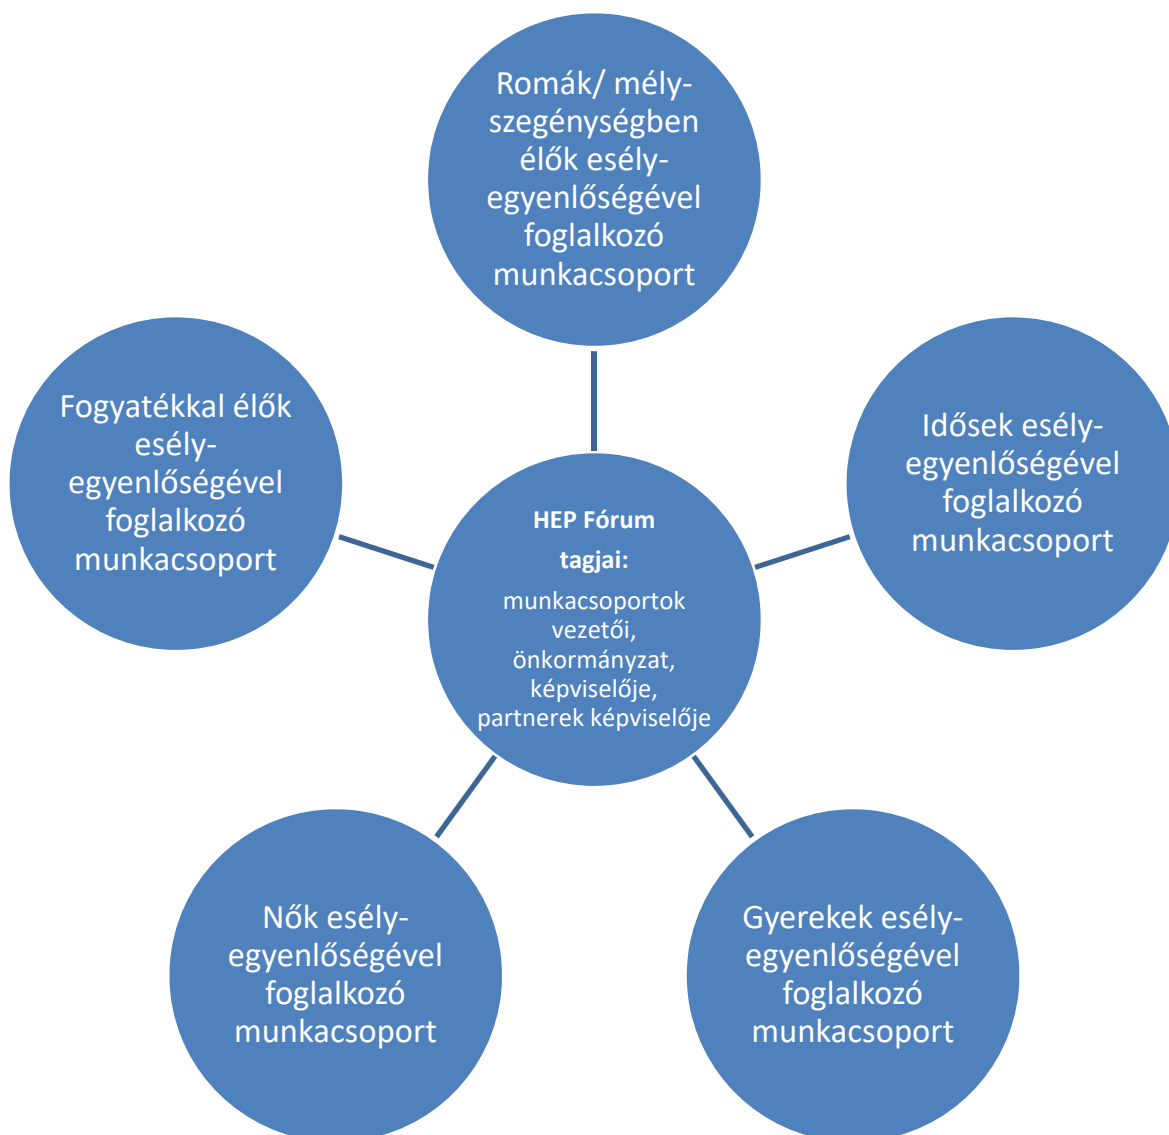 Romák/ mély-
szegénységben
élők esély-
egyenlőségével
foglalkozó
munkacsoport
Fogyatékkal élők
esély-
egyenlőségével
foglalkozó
munkacsoport
Idősek esély-
egyenlőségével
foglalkozó
munkacsoport
HEP Fórum
tagjai:
munkacsoportok
vezetői,
önkormányzat,
képviselője,
partnerek képviselője
Nők esély-
egyenlőségével
foglalkozó
munkacsoport
Gyerekek esély-
egyenlőségével
foglalkozó
munkacsoport